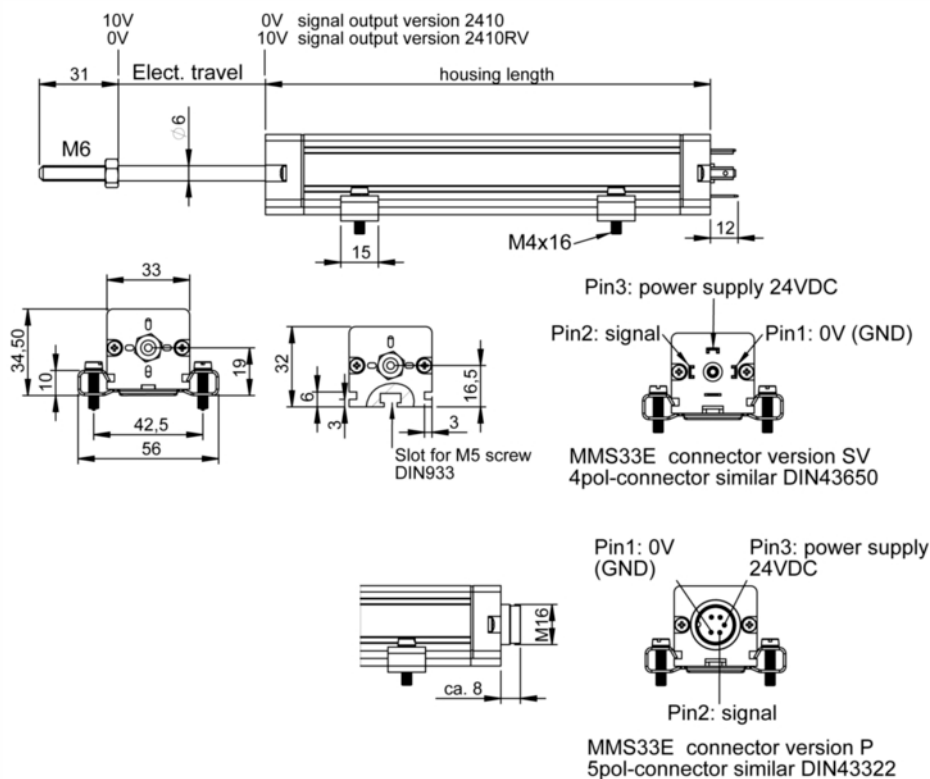 10V 0V signal output version 2410
0V 10V signal output version 2410RV
31 Elect. travel housing length
∅6
M6
M4x16
15
12
33
34,50
10
19
42,5
56
32
6
3
16,5
3
Slot for M5 screw
DIN933
Pin3: power supply 24VDC
Pin2: signal Pin1: 0V (GND)
MMS33E connector version SV
4pol-connector similar DIN43650
Pin1: 0V
(GND)
Pin3: power supply
24VDC
M16
ca. 8
Pin2: signal
MMS33E connector version P
5pol-connector similar DIN43322